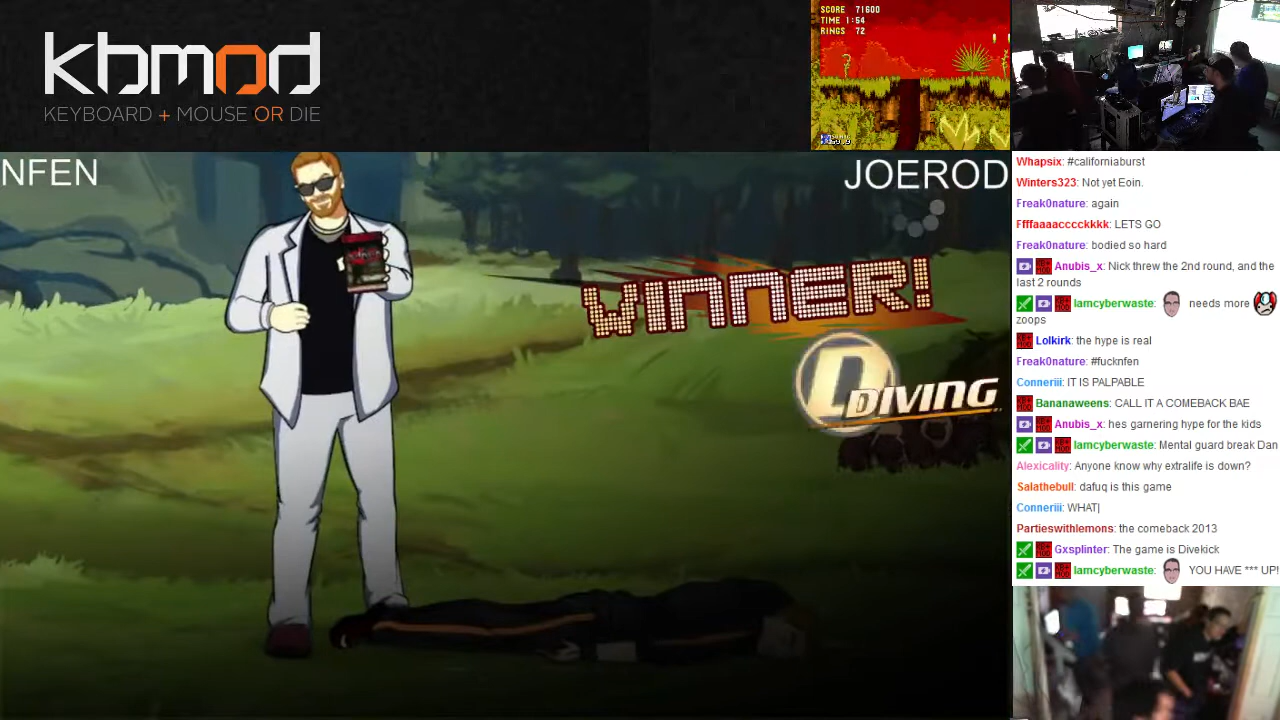 kbmod
KEYBOARD + MOUSE OR DIE
SCORE 71600
TIME 1:54
RINGS 72
NFEN
JOEROD
WINNER!
D DIVING
Whapsix: #californiaburst
Winters323: Not yet Eoin.
Freak0nature: again
Ffffaaaacccckkkk: LETS GO
Freak0nature: bodied so hard
Anubis_x: Nick threw the 2nd round, and the
last 2 rounds
Iamcyberwaste: needs more
zoops
Lolkirk: the hype is real
Freak0nature: #fucknfen
Conneriii: IT IS PALPABLE
Bananaweens: CALL IT A COMEBACK BAE
Anubis_x: hes garnering hype for the kids
Iamcyberwaste: Mental guard break Dan
Alexicality: Anyone know why extralife is down?
Salathebull: dafuq is this game
Conneriii: WHAT|
Partieswithlemons: the comeback 2013
Gxsplinter: The game is Divekick
Iamcyberwaste: YOU HAVE *** UP!